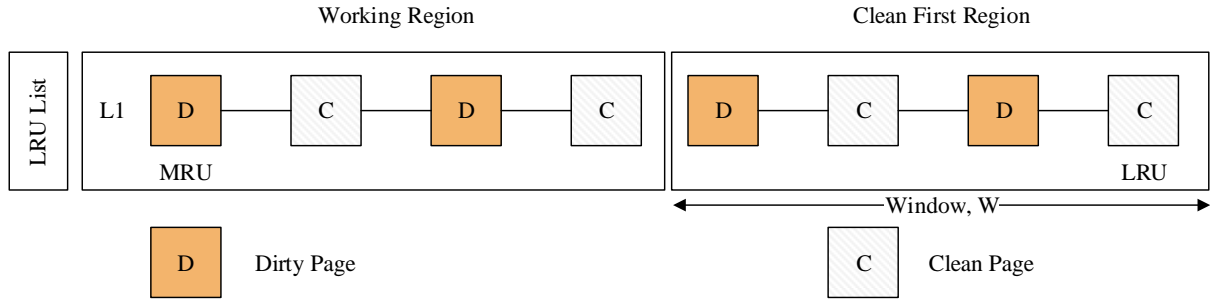 Working Region
Clean First Region
LRU List
L1
D
C
D
C
D
C
D
C
MRU
LRU
Window, W
D
Dirty Page
C
Clean Page